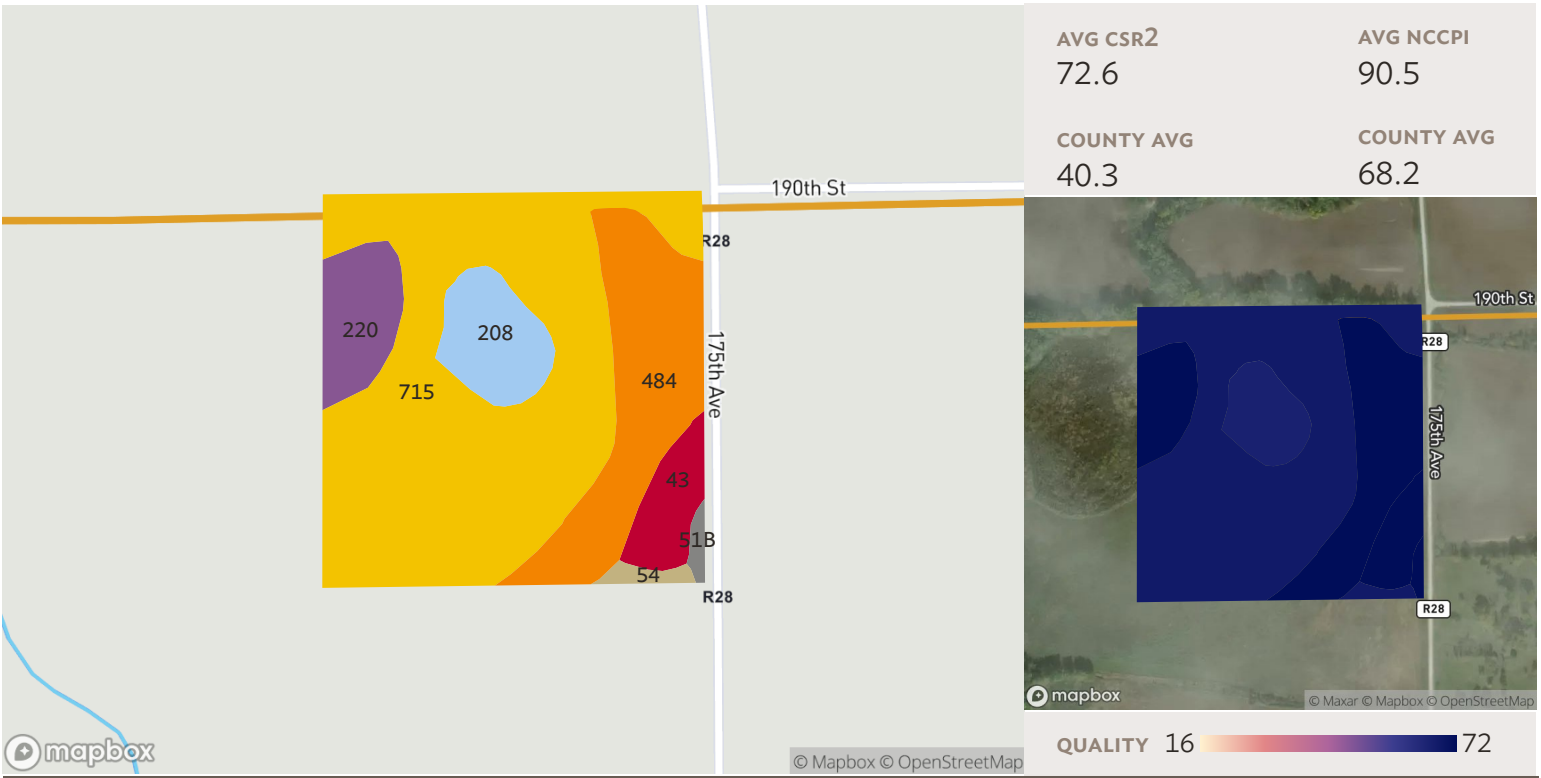 190th St
R28
220
208
715
484
175th Ave
43
51B
54
R28
mapbox
© Mapbox © OpenStreetMap
AVG CSR2
72.6
AVG NCCPI
90.5
COUNTY AVG
40.3
COUNTY AVG
68.2
190th St
R28
175th Ave
R28
mapbox
© Maxar © Mapbox © OpenStreetMap
QUALITY 16 72